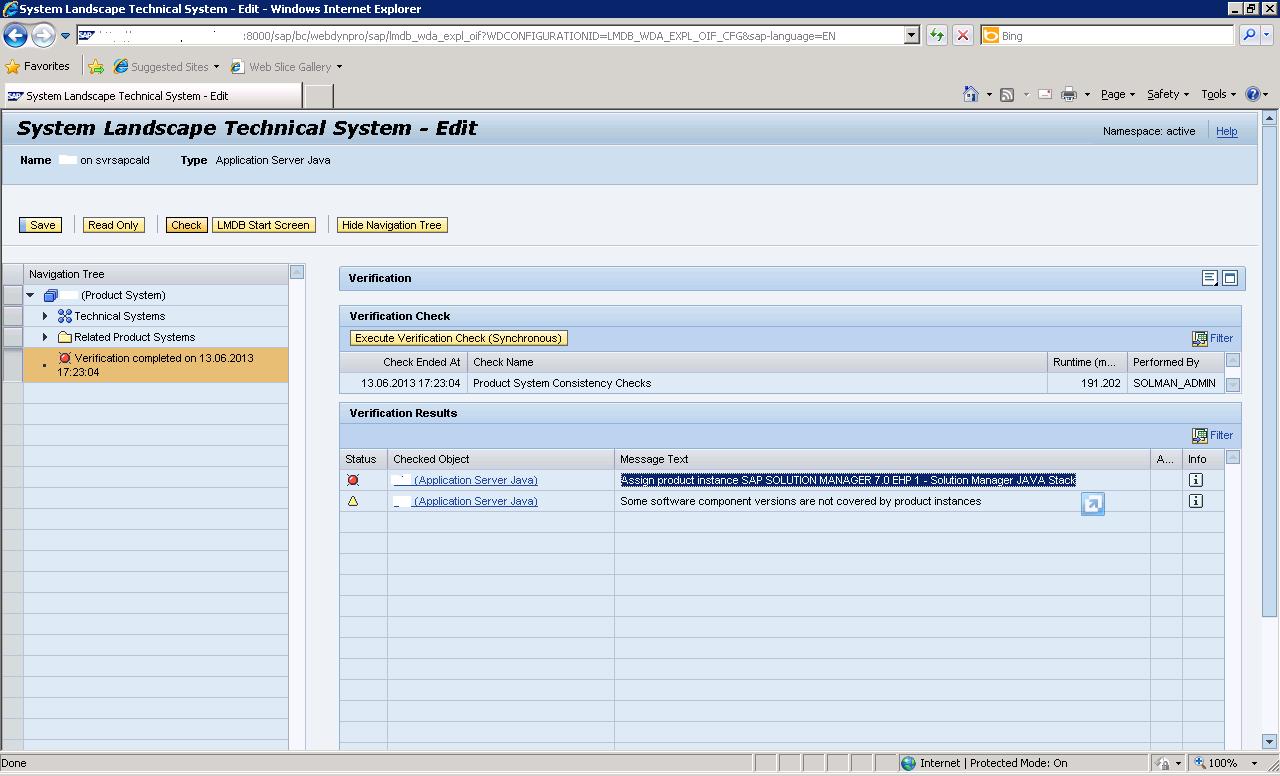 System Landscape Technical System - Edit - Windows Internet Explorer
:8000/sap/bc/webdynpro/sap/lmdb_wda_expl_oif?WDCONFIGURATIONID=LMDB_WDA_EXPL_OIF_CFG&sap-language=EN
Bing
Favorites Suggested Sites Web Slice Gallery
SAP System Landscape Technical System - Edit
Page Safety Tools
System Landscape Technical System - Edit
Namespace: active Help
Name on svrsapcald Type Application Server Java
Save Read Only Check LMDB Start Screen Hide Navigation Tree
Navigation Tree
(Product System)
Technical Systems
Related Product Systems
Verification completed on 13.06.2013
17:23:04
Verification
Verification Check
Execute Verification Check (Synchronous) Filter
Check Ended At Check Name Runtime (m... Performed By
13.06.2013 17:23:04 Product System Consistency Checks 191.202 SOLMAN_ADMIN
Verification Results
Filter
Status Checked Object Message Text A... Info
(Application Server Java) Assign product instance SAP SOLUTION MANAGER 7.0 EHP 1 - Solution Manager JAVA Stack
(Application Server Java) Some software component versions are not covered by product instances
Done Internet | Protected Mode: On 100%